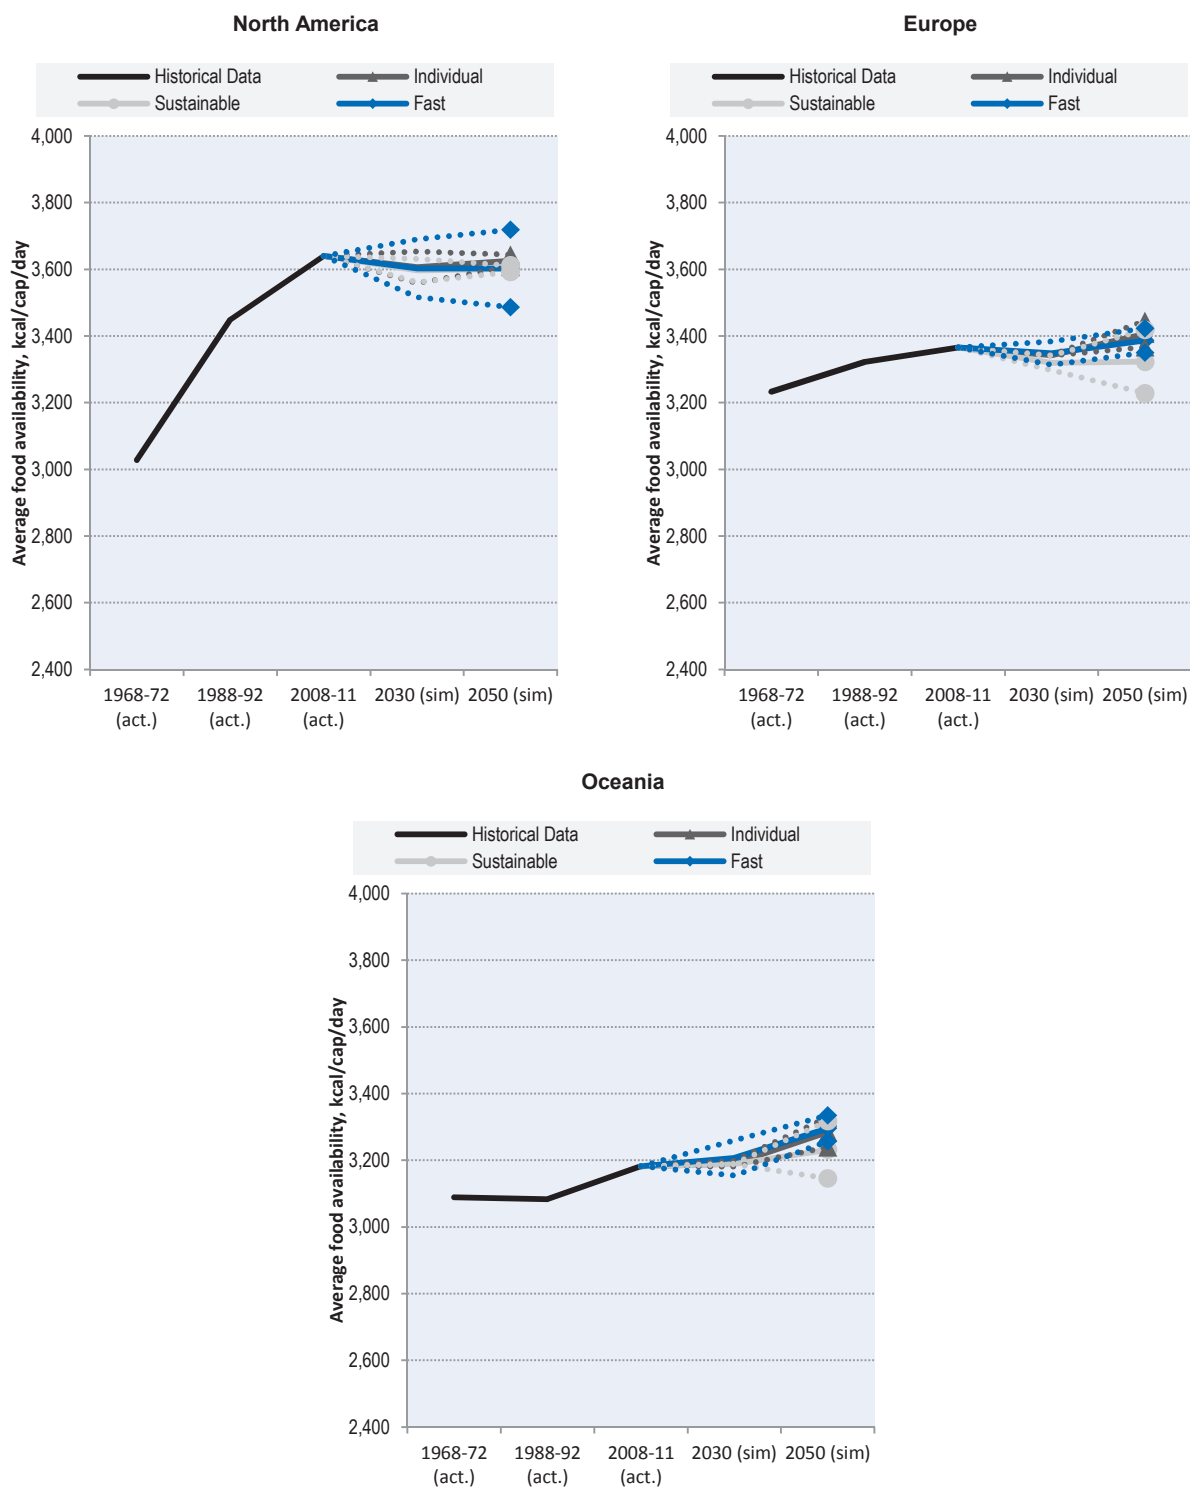 North America
Historical Data
Individual
Sustainable
Fast
Average food availability, kcal/cap/day
4,000
3,800
3,600
3,400
3,200
3,000
2,800
2,600
2,400
1968-72 (act.)
1988-92 (act.)
2008-11 (act.)
2030 (sim)
2050 (sim)
Europe
Historical Data
Individual
Sustainable
Fast
Average food availability, kcal/cap/day
4,000
3,800
3,600
3,400
3,200
3,000
2,800
2,600
2,400
1968-72 (act.)
1988-92 (act.)
2008-11 (act.)
2030 (sim)
2050 (sim)
Oceania
Historical Data
Individual
Sustainable
Fast
Average food availability, kcal/cap/day
4,000
3,800
3,600
3,400
3,200
3,000
2,800
2,600
2,400
1968-72 (act.)
1988-92 (act.)
2008-11 (act.)
2030 (sim)
2050 (sim)